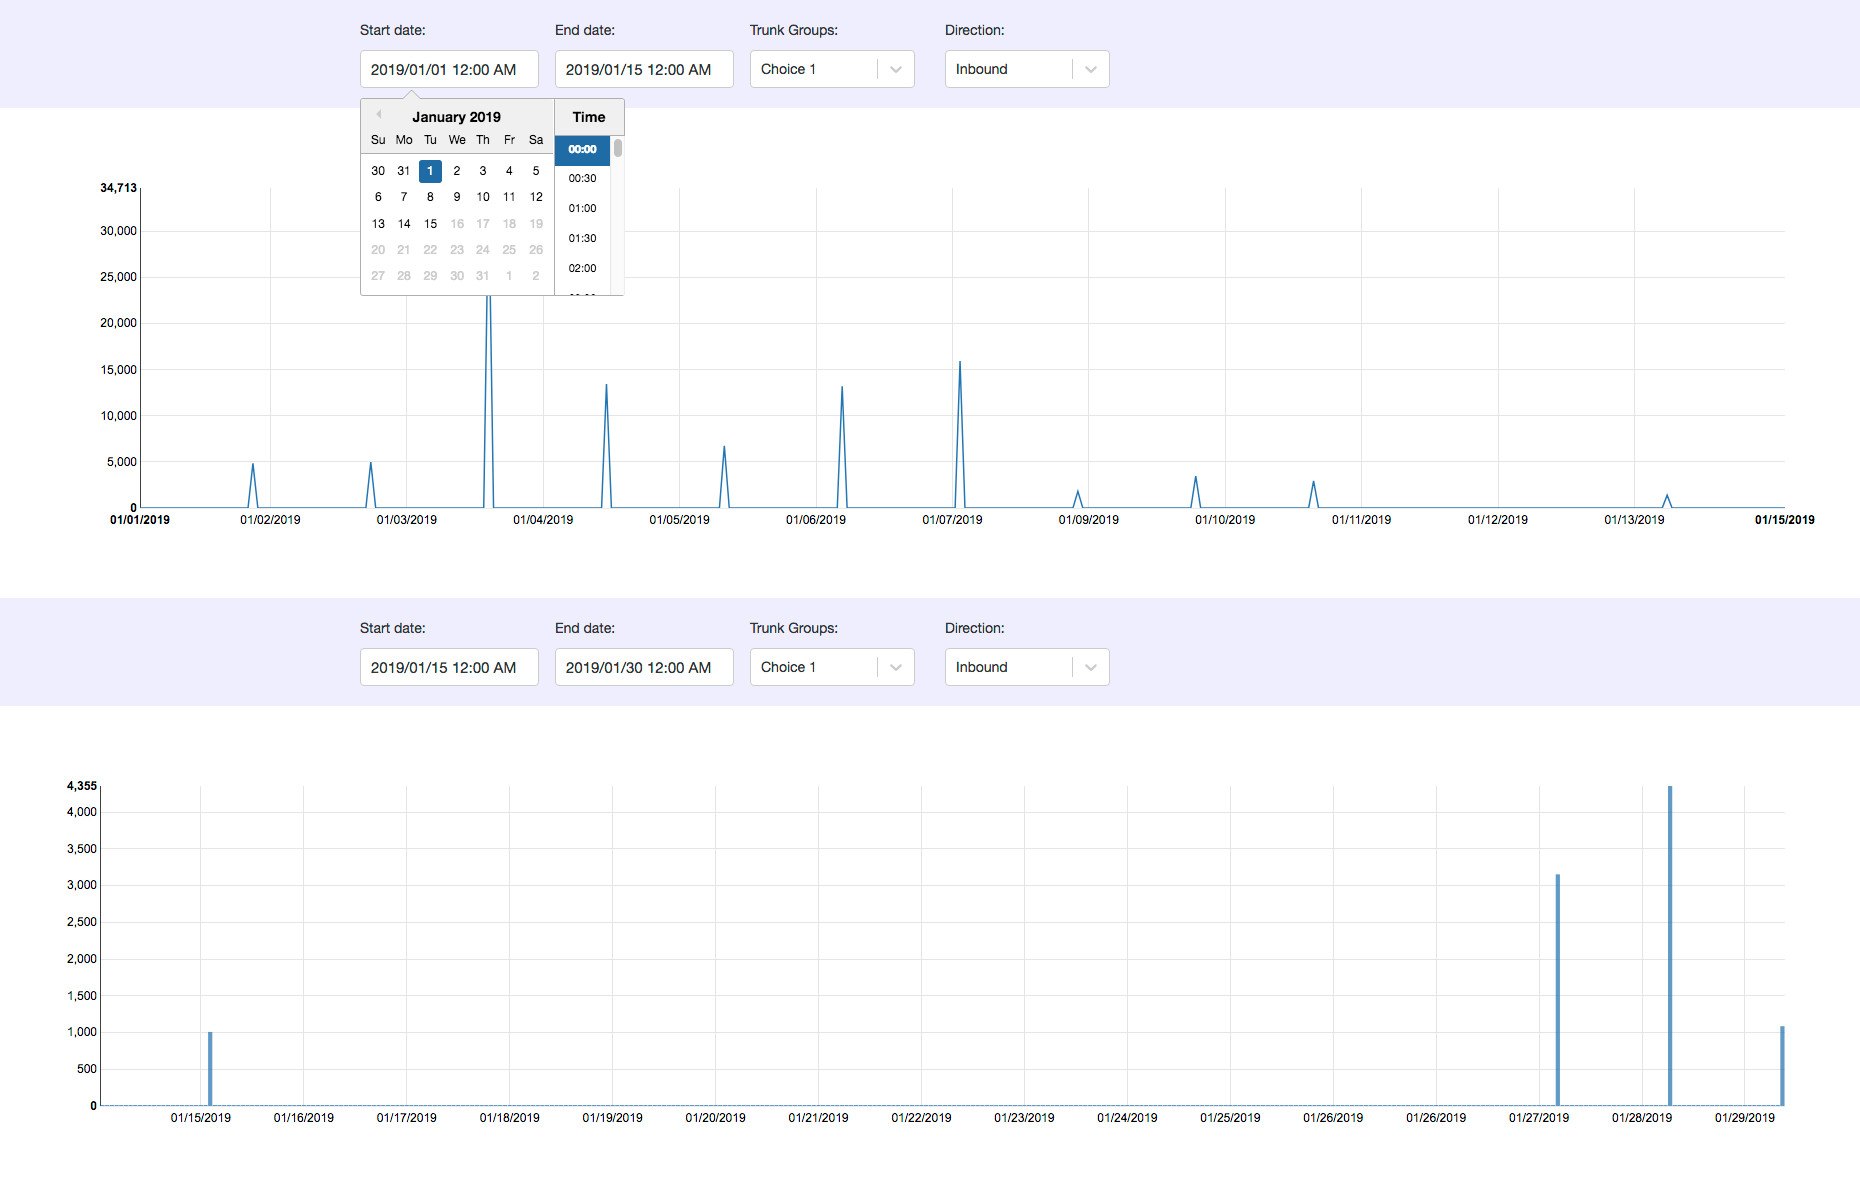 Start date: End date: Trunk Groups: Direction:
2019/01/01 12:00 AM 2019/01/15 12:00 AM Choice 1 Inbound
January 2019 Time
Su Mo Tu We Th Fr Sa
00:00
30 31 1 2 3 4 5
00:30
6 7 8 9 10 11 12
01:00
13 14 15 16 17 18 19
01:30
20 21 22 23 24 25 26
02:00
27 28 29 30 31 1 2
34,713
30,000
25,000
20,000
15,000
10,000
5,000
0
01/01/2019 01/02/2019 01/03/2019 01/04/2019 01/05/2019 01/06/2019 01/07/2019 01/09/2019 01/10/2019 01/11/2019 01/12/2019 01/13/2019 01/15/2019
Start date: End date: Trunk Groups: Direction:
2019/01/15 12:00 AM 2019/01/30 12:00 AM Choice 1 Inbound
4,355
4,000
3,500
3,000
2,500
2,000
1,500
1,000
500
0
01/15/2019 01/16/2019 01/17/2019 01/18/2019 01/19/2019 01/20/2019 01/21/2019 01/22/2019 01/23/2019 01/24/2019 01/25/2019 01/26/2019 01/26/2019 01/27/2019 01/28/2019 01/29/2019